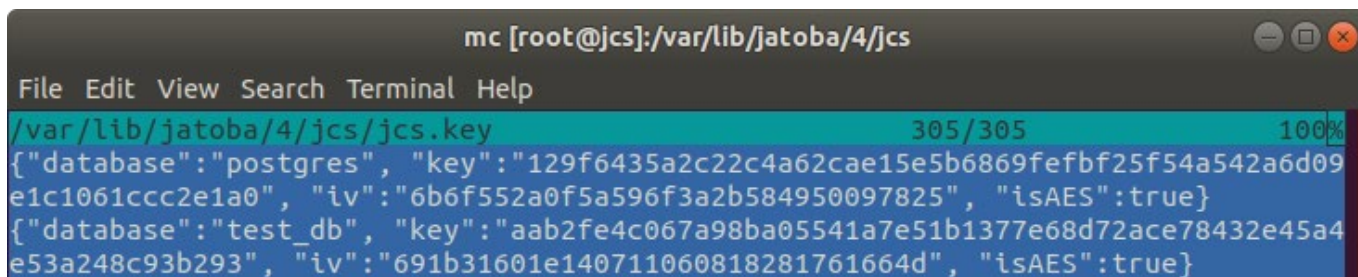 mc [root@jcs]:/var/lib/jatoba/4/jcs
File Edit View Search Terminal Help
/var/lib/jatoba/4/jcs/jcs.key 305/305 100%
{"database":"postgres", "key":"129f6435a2c22c4a62cae15e5b6869fefbf25f54a542a6d09
e1c1061ccc2e1a0", "iv":"6b6f552a0f5a596f3a2b584950097825", "isAES":true}
{"database":"test_db", "key":"aab2fe4c067a98ba05541a7e51b1377e68d72ace78432e45a4
e53a248c93b293", "iv":"691b31601e14071106081828176​1664d", "isAES":true}